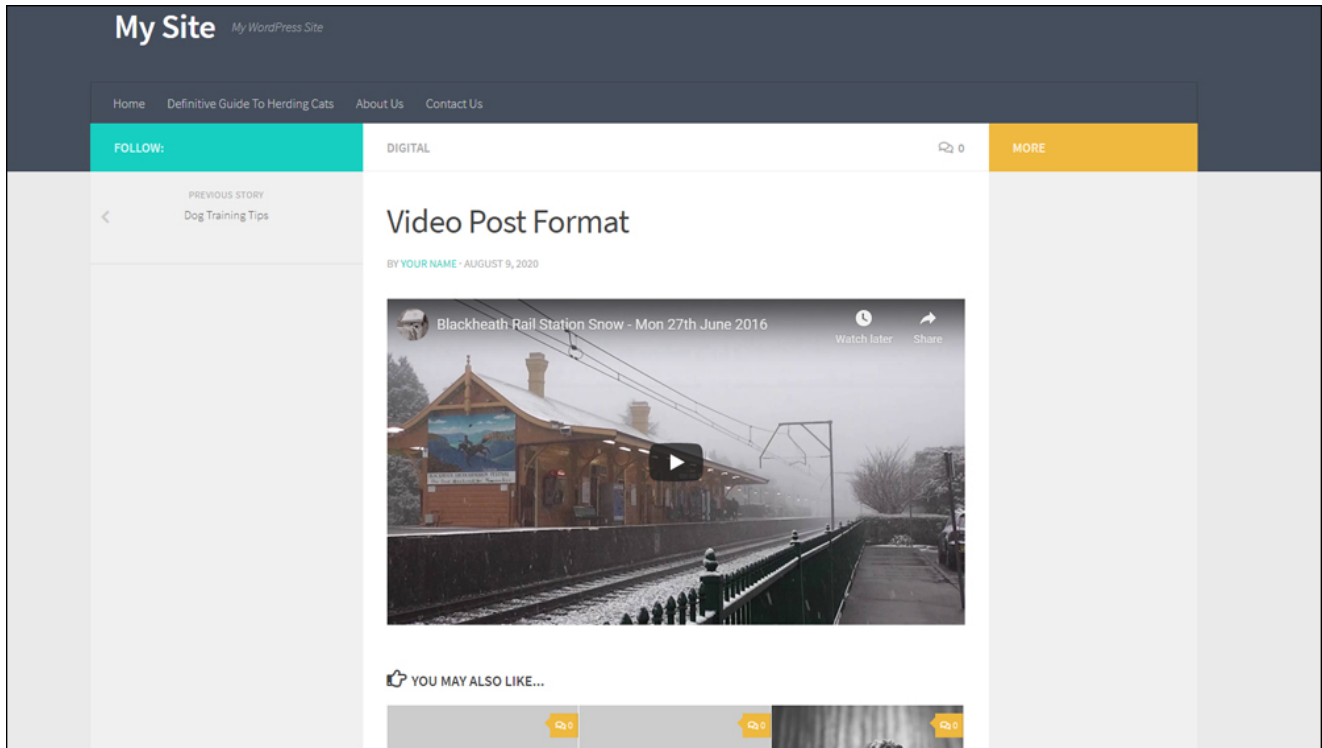 My Site My WordPress Site
Home Definitive Guide To Herding Cats About Us Contact Us
FOLLOW:
DIGITAL
0
MORE
PREVIOUS STORY
Dog Training Tips
Video Post Format
BY YOUR NAME · AUGUST 9, 2020
Blackheath Rail Station Snow - Mon 27th June 2016
Watch later
Share
YOU MAY ALSO LIKE...
0
0
0